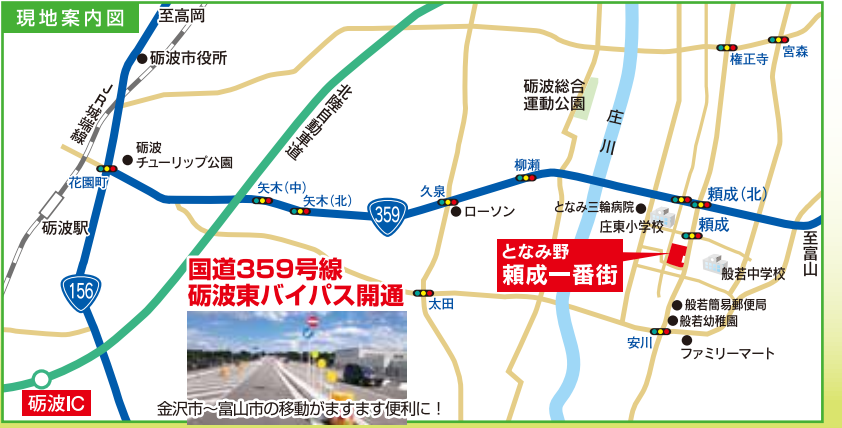 現地案内図
至高岡
砺波市役所
JR城端線
北陸自動車道
砺波
チューリップ公園
花園町
砺波駅
矢木(中)
矢木(北)
359
久泉
ローソン
柳瀬
砺波総合
運動公園
庄川
権正寺
宮森
頼成(北)
となみ三輪病院
庄東小学校
頼成
至富山
となみ野
頼成一番街
般若中学校
156
国道359号線
砺波東バイパス開通
太田
般若簡易郵便局
般若幼稚園
安川
ファミリーマート
砺波IC
金沢市～富山市の移動がますます便利に!